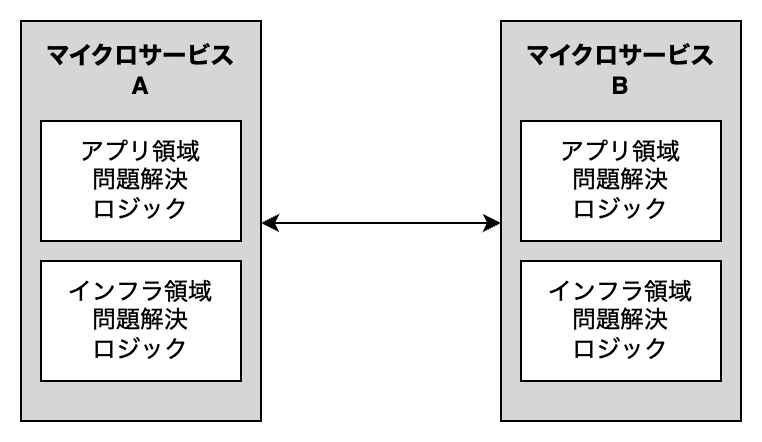 マイクロサービス
A
アプリ領域
問題解決
ロジック
インフラ領域
問題解決
ロジック
マイクロサービス
B
アプリ領域
問題解決
ロジック
インフラ領域
問題解決
ロジック